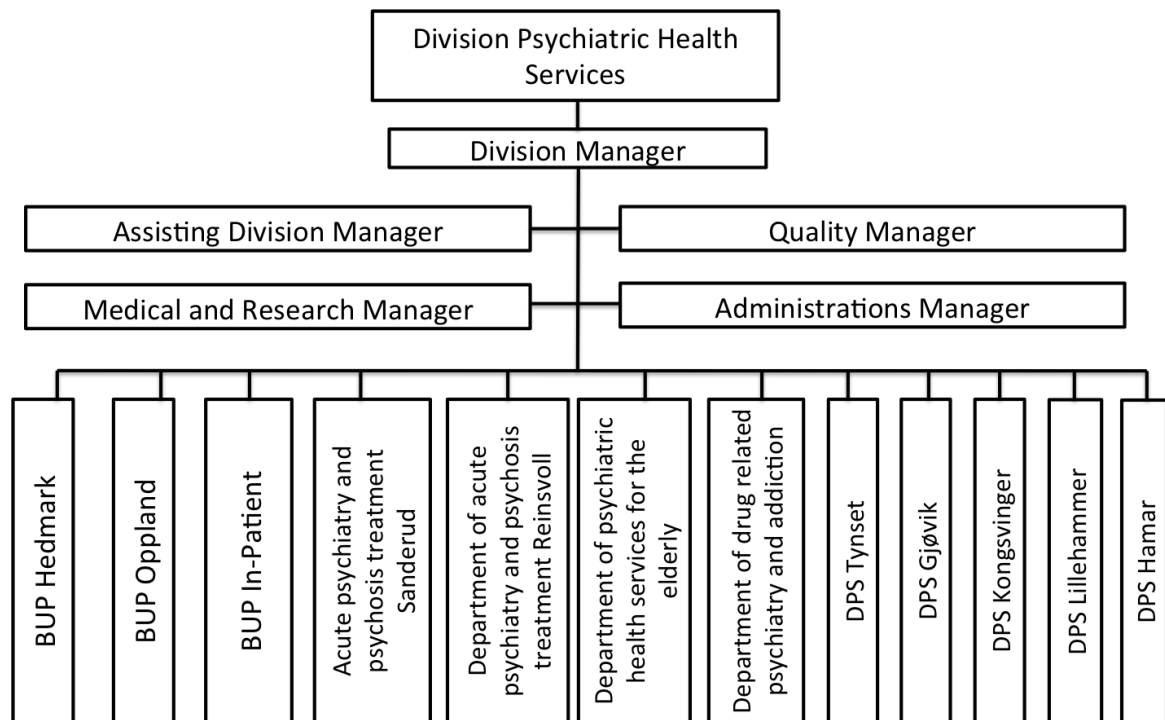 Division Psychiatric Health
Services
Division Manager
Assisting Division Manager
Quality Manager
Medical and Research Manager
Administrations Manager
BUP Hedmark
BUP Oppland
BUP In-Patient
Acute psychiatry and
psychosis treatment
Sanderud
Department of acute
psychiatry and psychosis
treatment Reinsvoll
Department of psychiatric
health services for the
elderly
Department of drug related
psychiatry and addiction
DPS Tynset
DPS Gjøvik
DPS Kongsvinger
DPS Lillehammer
DPS Hamar